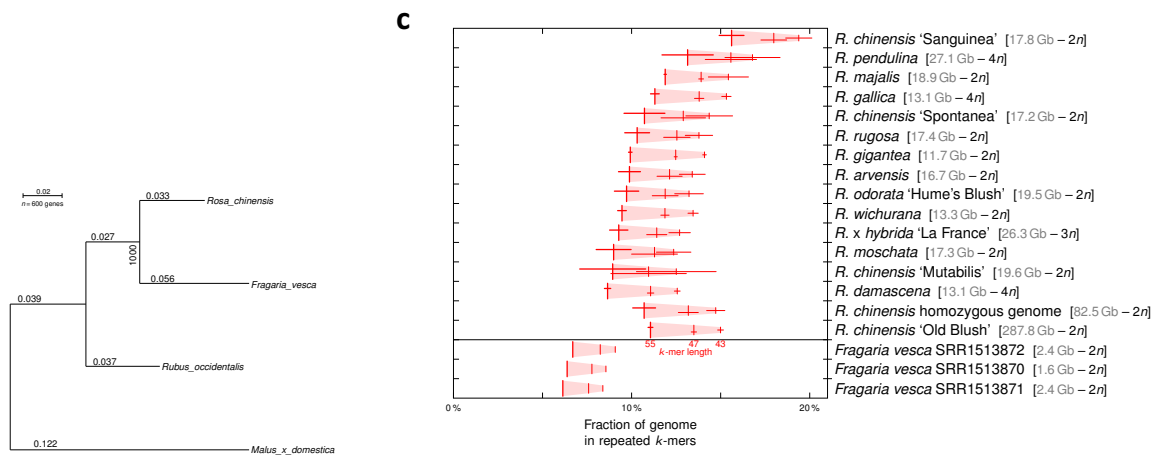 c
0.02
n=600 genes
0.033
Rosa_chinensis
0.027
1000
0.056
Fragaria_vesca
0.039
0.037
Rubus_occidentalis
0.122
Malus_x_domestica
R. chinensis ‘Sanguinea’ [17.8 Gb – 2n]
R. pendulina [27.1 Gb – 4n]
R. majalis [18.9 Gb – 2n]
R. gallica [13.1 Gb – 4n]
R. chinensis ‘Spontanea’ [17.2 Gb – 2n]
R. rugosa [17.4 Gb – 2n]
R. gigantea [11.7 Gb – 2n]
R. arvensis [16.7 Gb – 2n]
R. odorata ‘Hume’s Blush’ [19.5 Gb – 2n]
R. wichurana [13.3 Gb – 2n]
R. x hybrida ‘La France’ [26.3 Gb – 3n]
R. moschata [17.3 Gb – 2n]
R. chinensis ‘Mutabilis’ [19.6 Gb – 2n]
R. damascena [13.1 Gb – 4n]
R. chinensis homozygous genome [82.5 Gb – 2n]
R. chinensis ‘Old Blush’ [287.8 Gb – 2n]
55 47 43
k-mer length
Fragaria vesca SRR1513872 [2.4 Gb – 2n]
Fragaria vesca SRR1513870 [1.6 Gb – 2n]
Fragaria vesca SRR1513871 [2.4 Gb – 2n]
0 % 10 % 20 %
Fraction of genome
in repeated k-mers